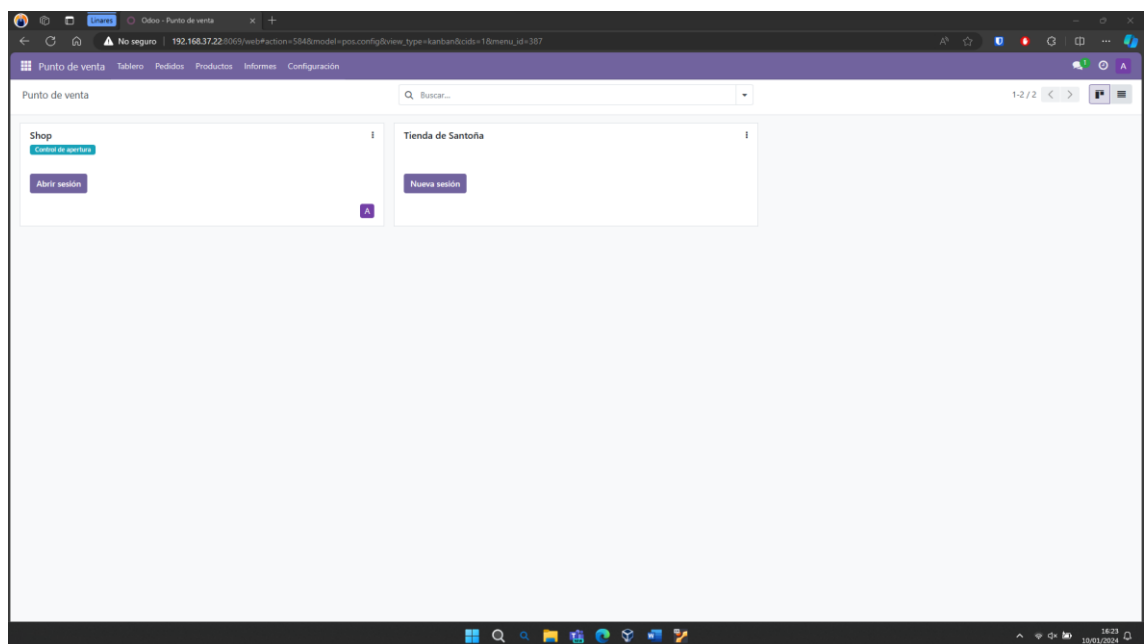 Linares Odoo - Punto de venta
No seguro 192.168.37.22:8069/web#action=584&model=pos.config&view_type=kanban&cids=1&menu_id=387
Punto de venta Tablero Pedidos Productos Informes Configuración 1 A
Punto de venta Buscar... 1-2 / 2
Shop Tienda de Santoña
Control de apertura
Abrir sesión Nueva sesión
A
16:23
10/01/2024